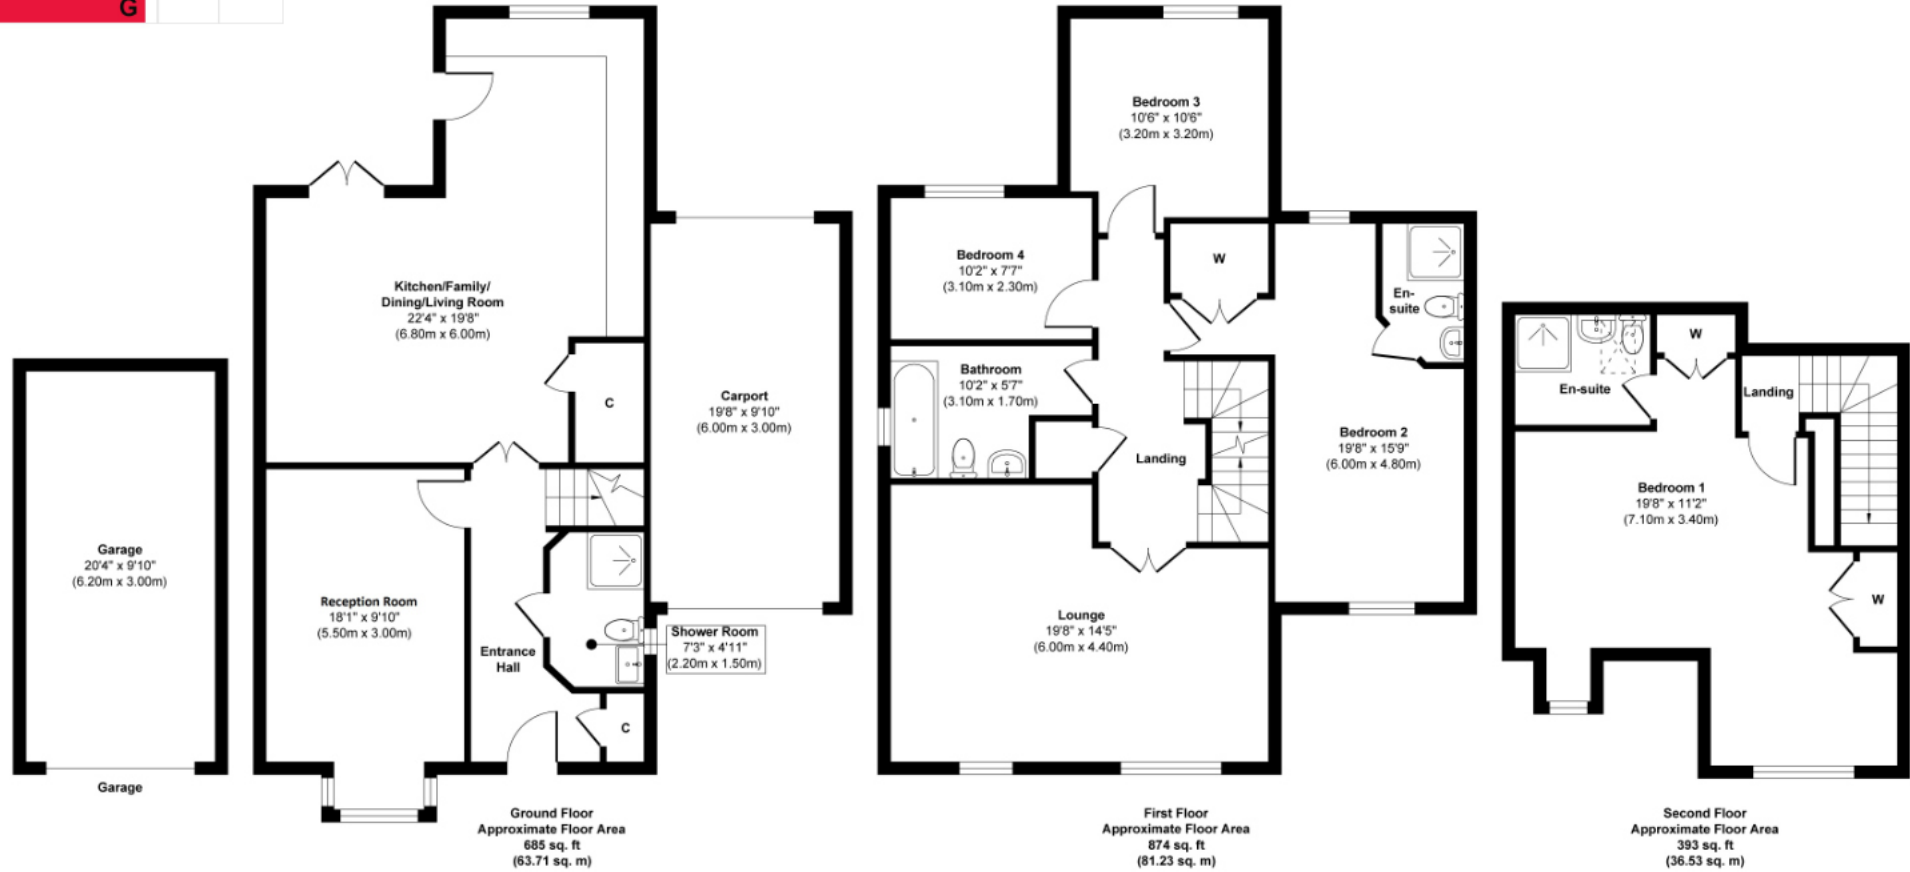 G
Garage
20'4" x 9'10"
(6.20m x 3.00m)
Garage
Kitchen/Family/
Dining/Living Room
22'4" x 19'8"
(6.80m x 6.00m)
C
Carport
19'8" x 9'10"
(6.00m x 3.00m)
Reception Room
18'1" x 9'10"
(5.50m x 3.00m)
Entrance
Hall
Shower Room
7'3" x 4'11"
(2.20m x 1.50m)
C
Ground Floor
Approximate Floor Area
685 sq. ft
(63.71 sq. m)
Bedroom 3
10'6" x 10'6"
(3.20m x 3.20m)
Bedroom 4
10'2" x 7'7"
(3.10m x 2.30m)
W
En-
suite
Bathroom
10'2" x 5'7"
(3.10m x 1.70m)
Landing
Bedroom 2
19'8" x 15'9"
(6.00m x 4.80m)
Lounge
19'8" x 14'5"
(6.00m x 4.40m)
First Floor
Approximate Floor Area
874 sq. ft
(81.23 sq. m)
W
En-suite
Landing
Bedroom 1
19'8" x 11'2"
(7.10m x 3.40m)
W
Second Floor
Approximate Floor Area
393 sq. ft
(36.53 sq. m)